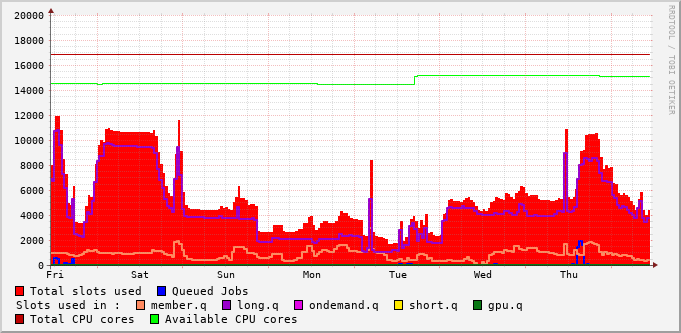 20000
18000
16000
14000
12000
10000
8000
6000
4000
2000
0
Fri Sat Sun Mon Tue Wed Thu
Total slots used Queued Jobs
Slots used in : member.q long.q ondemand.q short.q gpu.q
Total CPU cores Available CPU cores
RRDTOOL / TOBI OETIKER